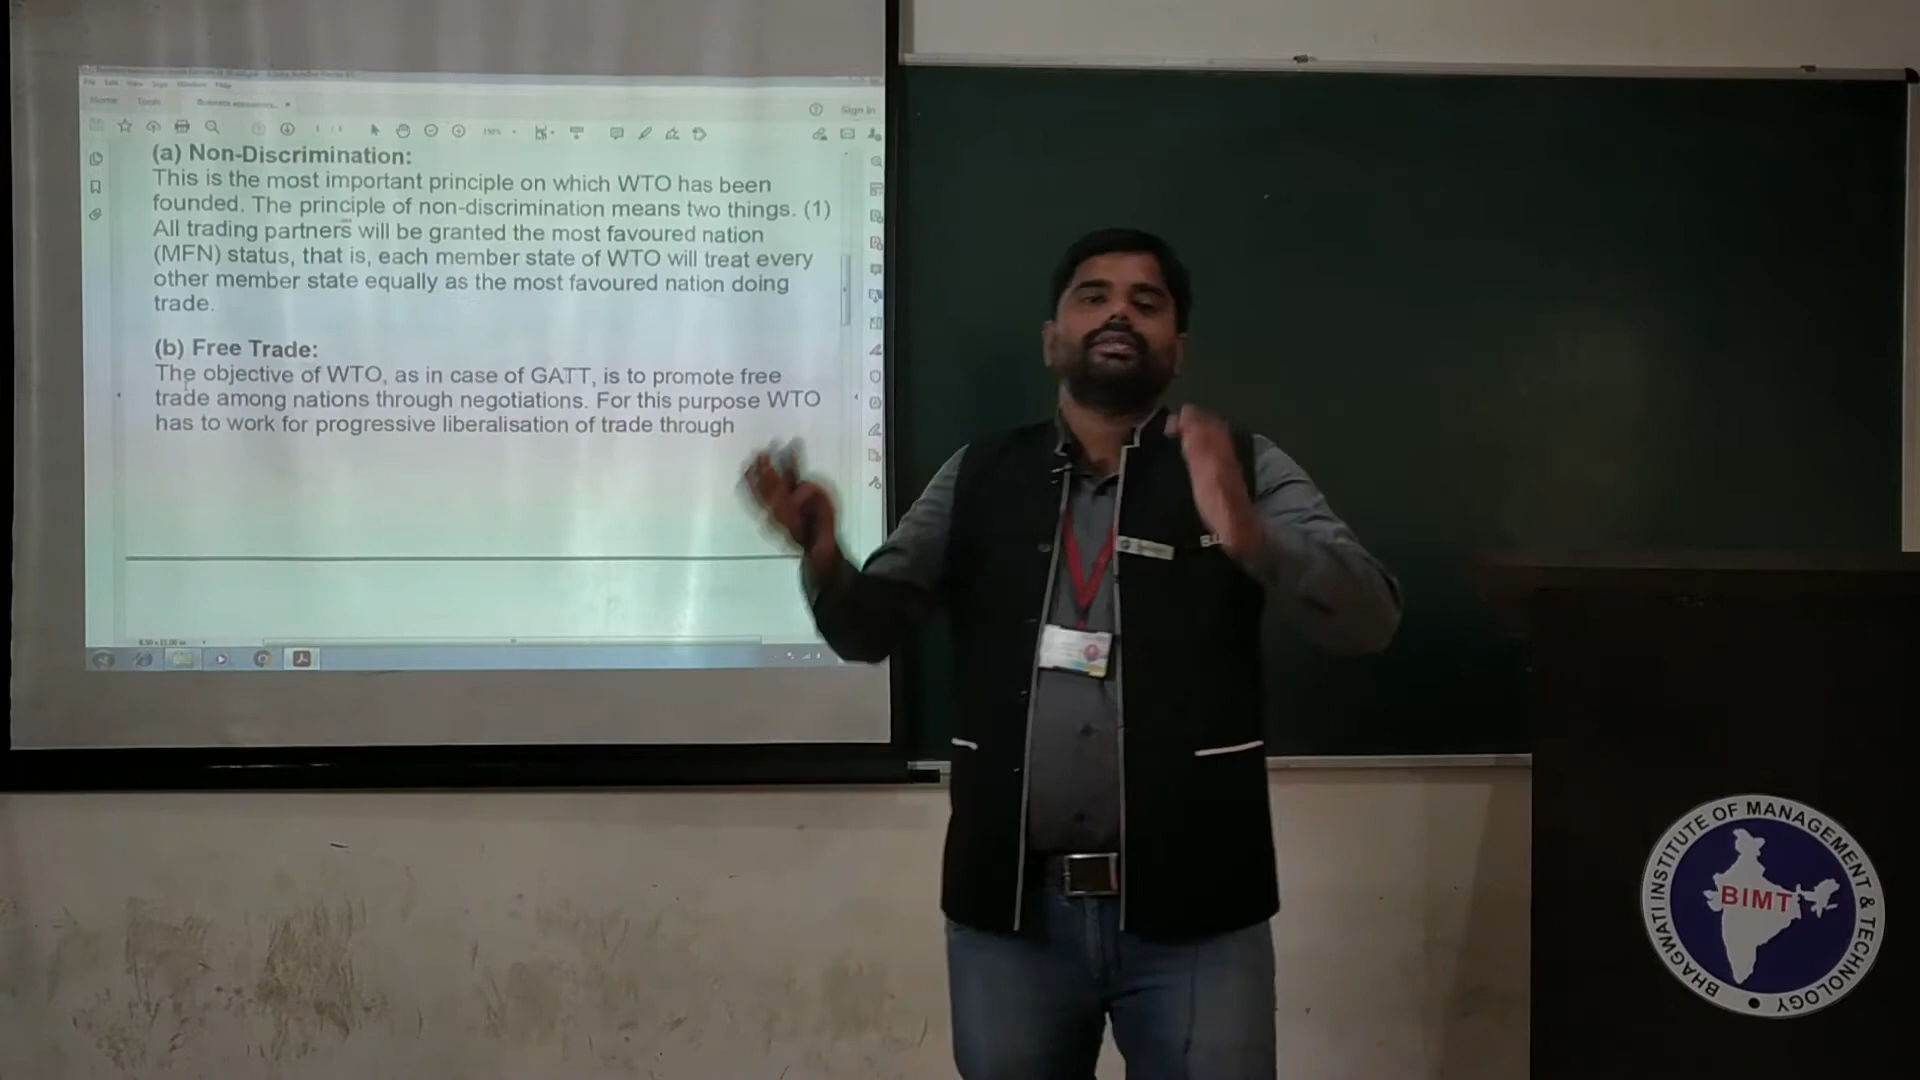 Home Tools
Sign In
(a) Non-Discrimination:
This is the most important principle on which WTO has been
founded. The principle of non-discrimination means two things. (1)
All trading partners will be granted the most favoured nation
(MFN) status, that is, each member state of WTO will treat every
other member state equally as the most favoured nation doing
trade.
(b) Free Trade:
The objective of WTO, as in case of GATT, is to promote free
trade among nations through negotiations. For this purpose WTO
has to work for progressive liberalisation of trade through
BHAGWATI INSTITUTE OF MANAGEMENT & TECHNOLOGY
BIMT